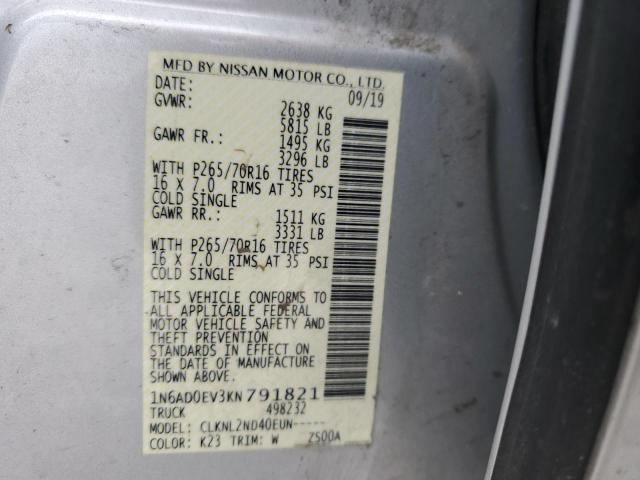 MFD BY NISSAN MOTOR CO., LTD.
DATE: 09/19
GVWR: 2638 KG
5815 LB
GAWR FR.: 1495 KG
3296 LB
WITH P265/70R16 TIRES
16 X 7.0 RIMS AT 35 PSI
COLD SINGLE
GAWR RR.: 1511 KG
3331 LB
WITH P265/70R16 TIRES
16 X 7.0 RIMS AT 35 PSI
COLD SINGLE
THIS VEHICLE CONFORMS TO
ALL APPLICABLE FEDERAL
MOTOR VEHICLE SAFETY AND
THEFT PREVENTION
STANDARDS IN EFFECT ON
THE DATE OF MANUFACTURE
SHOWN ABOVE.
1N6AD0EV3KN791821
TRUCK 498232
MODEL: CLKNL2ND40EUN-----
COLOR: K23 TRIM: W ZS00A